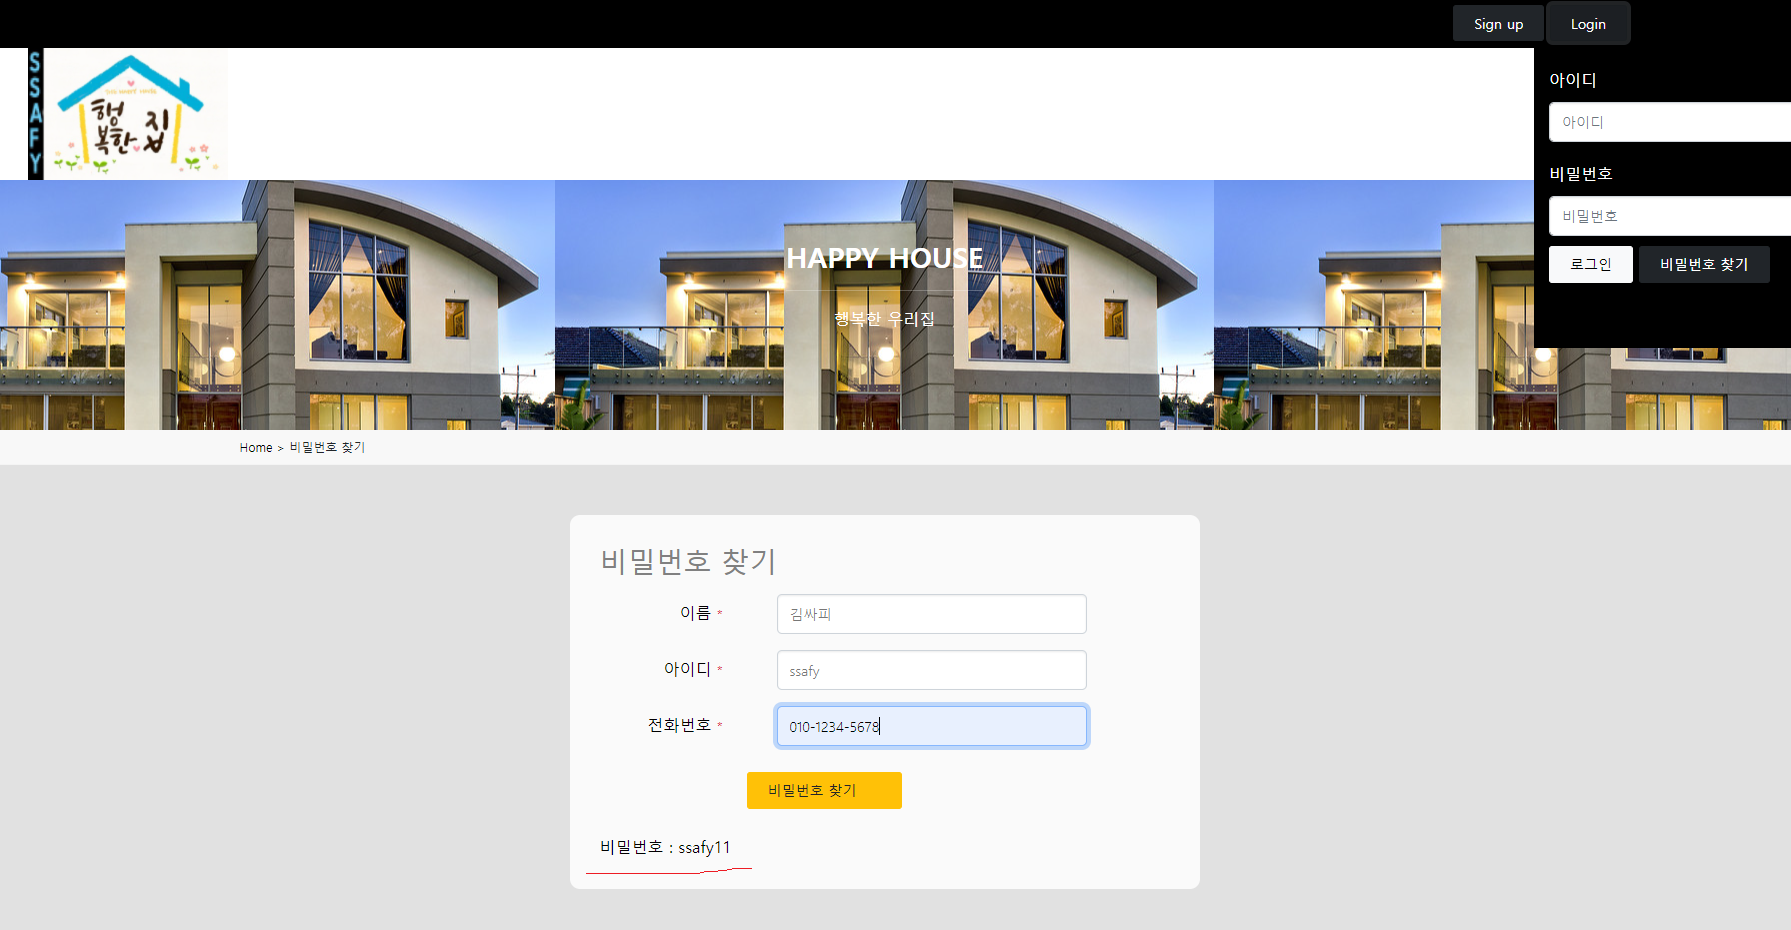 Sign up
Login
SSAFY
행
복한 집
아이디
아이디
비밀번호
비밀번호
로그인
비밀번호 찾기
HAPPY HOUSE
행복한 우리집
Home > 비밀번호 찾기
비밀번호 찾기
이름 *
김싸피
아이디 *
ssafy
전화번호 *
010-1234-5678
비밀번호 찾기
비밀번호 : ssafy11